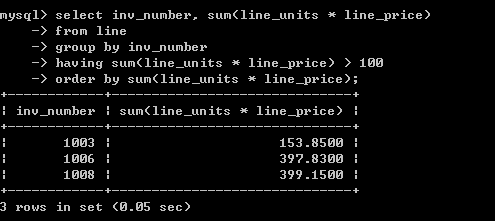 mysql> select inv_number, sum(line_units * line_price)
-> from line
-> group by inv_number
-> having sum(line_units * line_price) > 100
-> order by sum(line_units * line_price);
+------------+------------------------------+
¦ inv_number ¦ sum(line_units * line_price) ¦
+------------+------------------------------+
¦ 1003 ¦ 153.8500 ¦
¦ 1006 ¦ 397.8300 ¦
¦ 1008 ¦ 399.1500 ¦
+------------+------------------------------+
3 rows in set (0.05 sec)